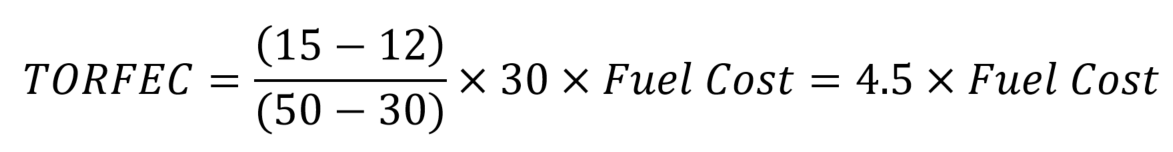 TORFEC = (15 − 12) / (50 − 30) × 30 × Fuel Cost = 4.5 × Fuel Cost